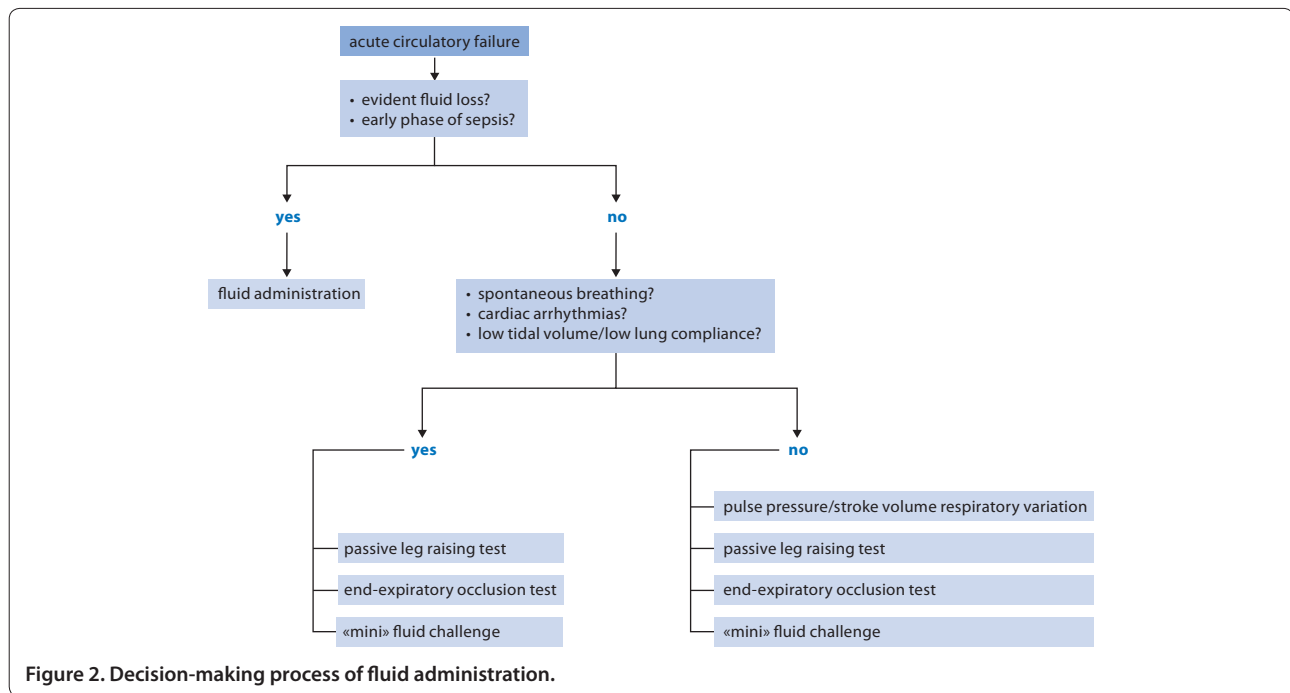 acute circulatory failure
• evident fluid loss?
• early phase of sepsis?
yes
no
fluid administration
• spontaneous breathing?
• cardiac arrhythmias?
• low tidal volume/low lung compliance?
yes
no
pulse pressure/stroke volume respiratory variation
passive leg raising test
passive leg raising test
end-expiratory occlusion test
end-expiratory occlusion test
«mini» fluid challenge
«mini» fluid challenge
Figure 2. Decision-making process of fluid administration.